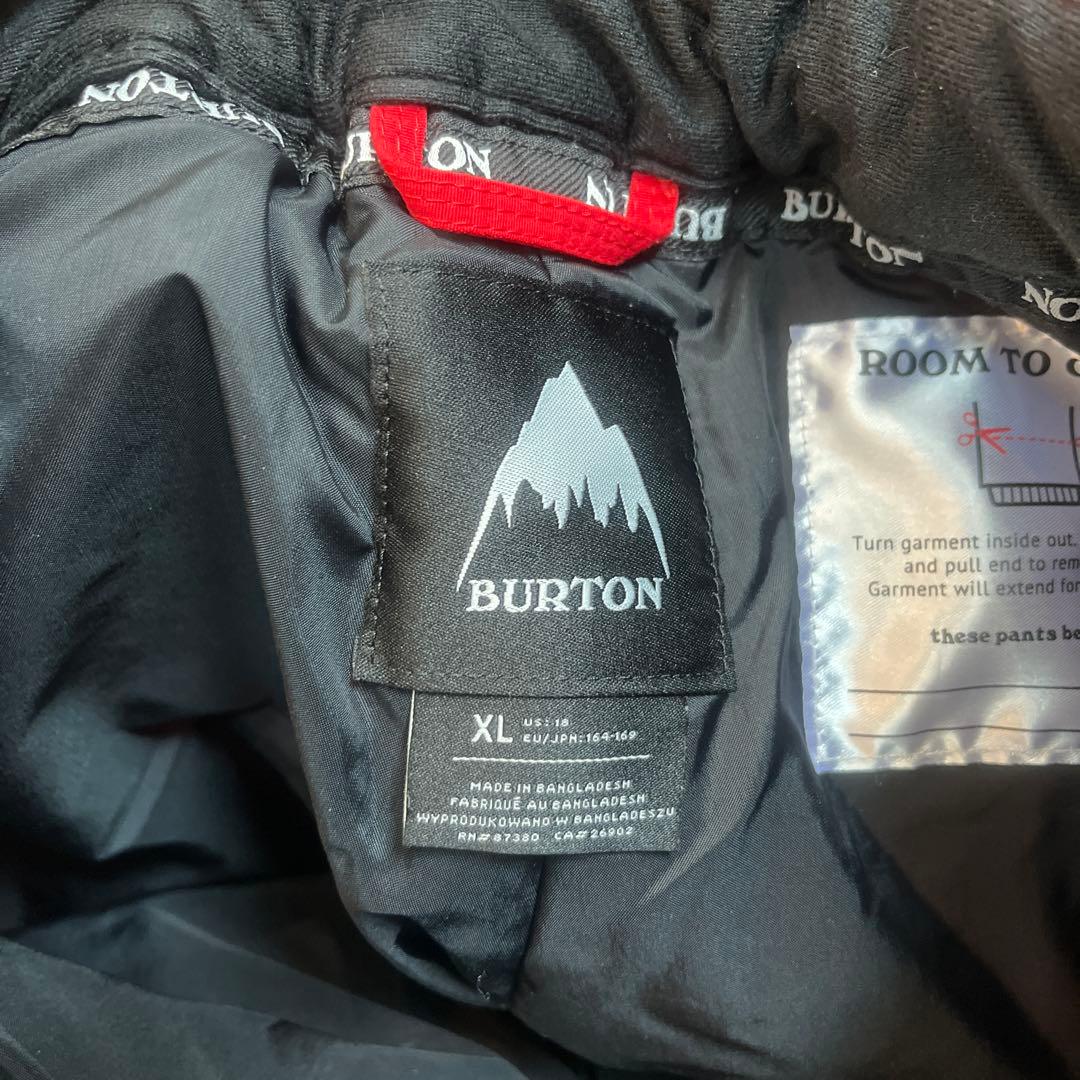 BURTON
BURTON
BURTON
ROOM TO
Turn garment inside out.
and pull end to
Garment will extend
these pants
BURTON
XL US: 18
EU/JPN: 164-169
MADE IN BANGLADESH
FABRIQUÉ AU BANGLADESH
WYPRODUKOWANO W BANGLADESZU
RN#87380 CA#26902